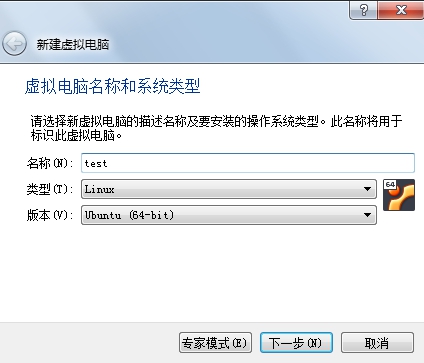 ?
新建虚拟电脑
虚拟电脑名称和系统类型
请选择新虚拟电脑的描述名称及要安装的操作系统类型。此名称将用于
标识此虚拟电脑。
名称(N): test
类型(T): Linux
64
版本(V): Ubuntu (64-bit)
专家模式(E) 下一步(N) 取消